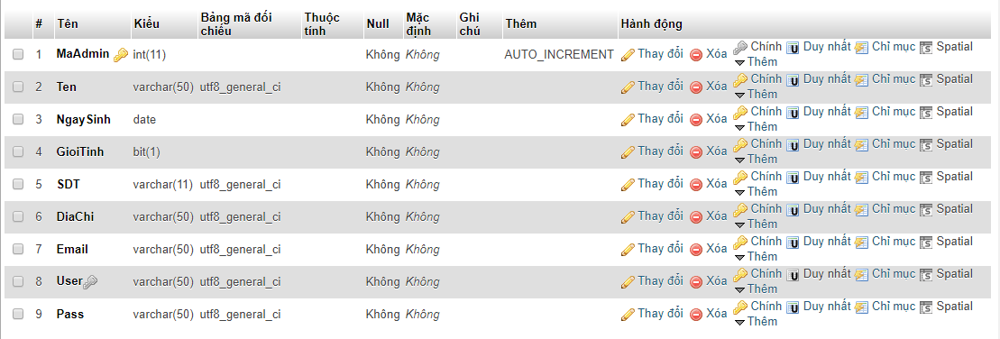 # Tên Kiểu Bảng mã đối chiếu Thuộc tính Null Mặc định Ghi chú Thêm Hành động
1 MaAdmin int(11) Không Không AUTO_INCREMENT Thay đổi Xóa Chính Duy nhất Chỉ mục Spatial
Thêm
2 Ten varchar(50) utf8_general_ci Không Không Thay đổi Xóa Chính Duy nhất Chỉ mục Spatial
Thêm
3 NgaySinh date Không Không Thay đổi Xóa Chính Duy nhất Chỉ mục Spatial
Thêm
4 GioiTinh bit(1) Không Không Thay đổi Xóa Chính Duy nhất Chỉ mục Spatial
Thêm
5 SDT varchar(11) utf8_general_ci Không Không Thay đổi Xóa Chính Duy nhất Chỉ mục Spatial
Thêm
6 DiaChi varchar(50) utf8_general_ci Không Không Thay đổi Xóa Chính Duy nhất Chỉ mục Spatial
Thêm
7 Email varchar(50) utf8_general_ci Không Không Thay đổi Xóa Chính Duy nhất Chỉ mục Spatial
Thêm
8 User varchar(50) utf8_general_ci Không Không Thay đổi Xóa Chính Duy nhất Chỉ mục Spatial
Thêm
9 Pass varchar(50) utf8_general_ci Không Không Thay đổi Xóa Chính Duy nhất Chỉ mục Spatial
Thêm